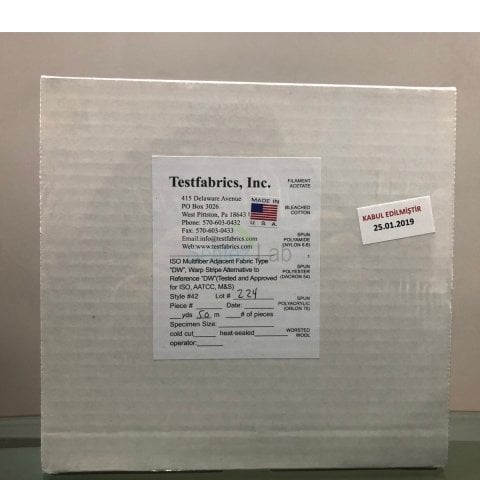 Testfabrics, Inc.
415 Delaware Avenue
PO Box 3026
West Pittston, Pa 18643
Phone: 570-603-0432
Fax: 570-603-0433
Email:info@testfabrics.com
Web:www.testfabrics.com
MADE IN
U.S.A.
ISO Multifiber Adjacent Fabric Type
"DW", Warp Stripe Alternative to
Reference "DW"(Tested and Approved
for ISO, AATCC, M&S)
Style #42 Lot # 224
Piece # Date:
yds 50 m # of pieces
Specimen Size:
cold cut heat-sealed
operator:
FILAMENT
ACETATE
BLEACHED
COTTON
SPUN
POLYAMIDE
(NYLON 6.6)
SPUN
POLYESTER
(DACRON 54)
SPUN
POLYACRYLIC
(ORLON 75)
WORSTED
WOOL
KABUL EDİLMİŞTİR
25.01.2019
Lab